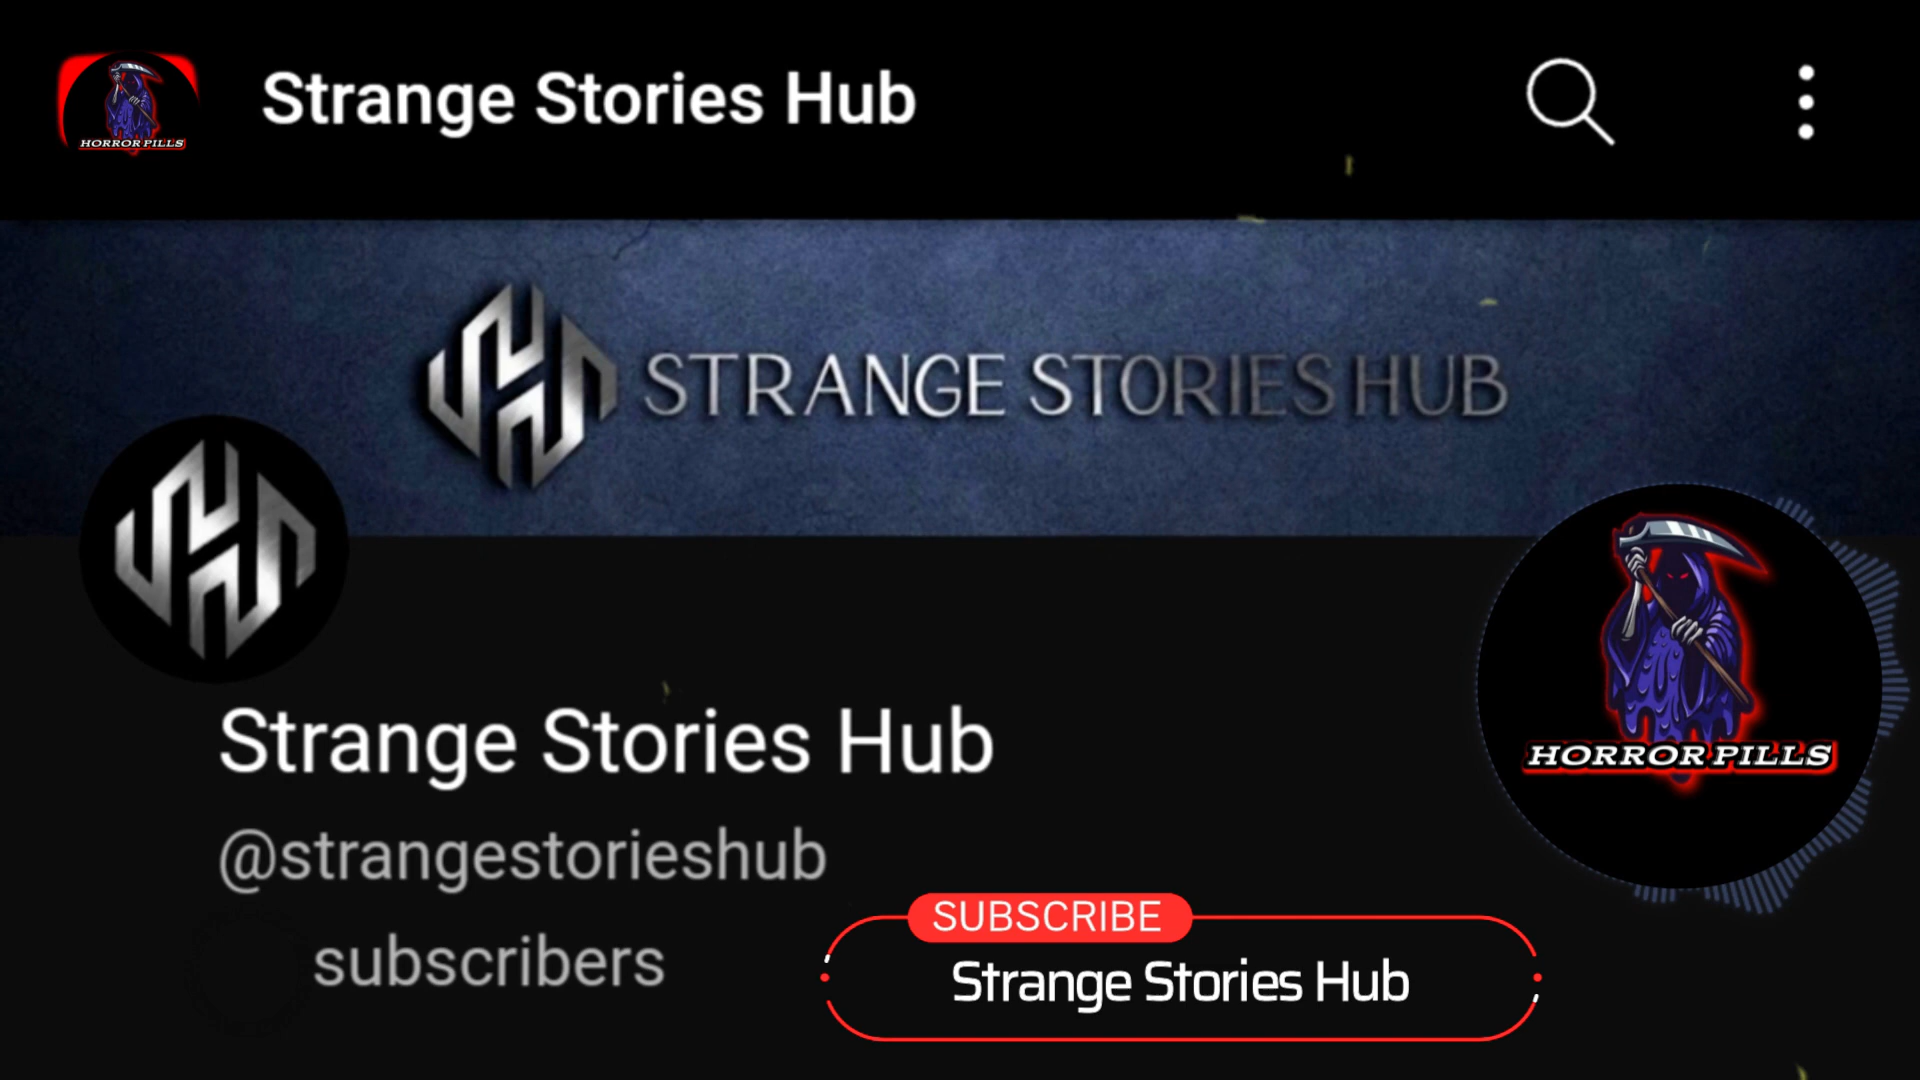 HORROR PILLS
Strange Stories Hub
STRANGE STORIES HUB
HORROR PILLS
Strange Stories Hub
@strangestorieshub
subscribers
SUBSCRIBE
Strange Stories Hub